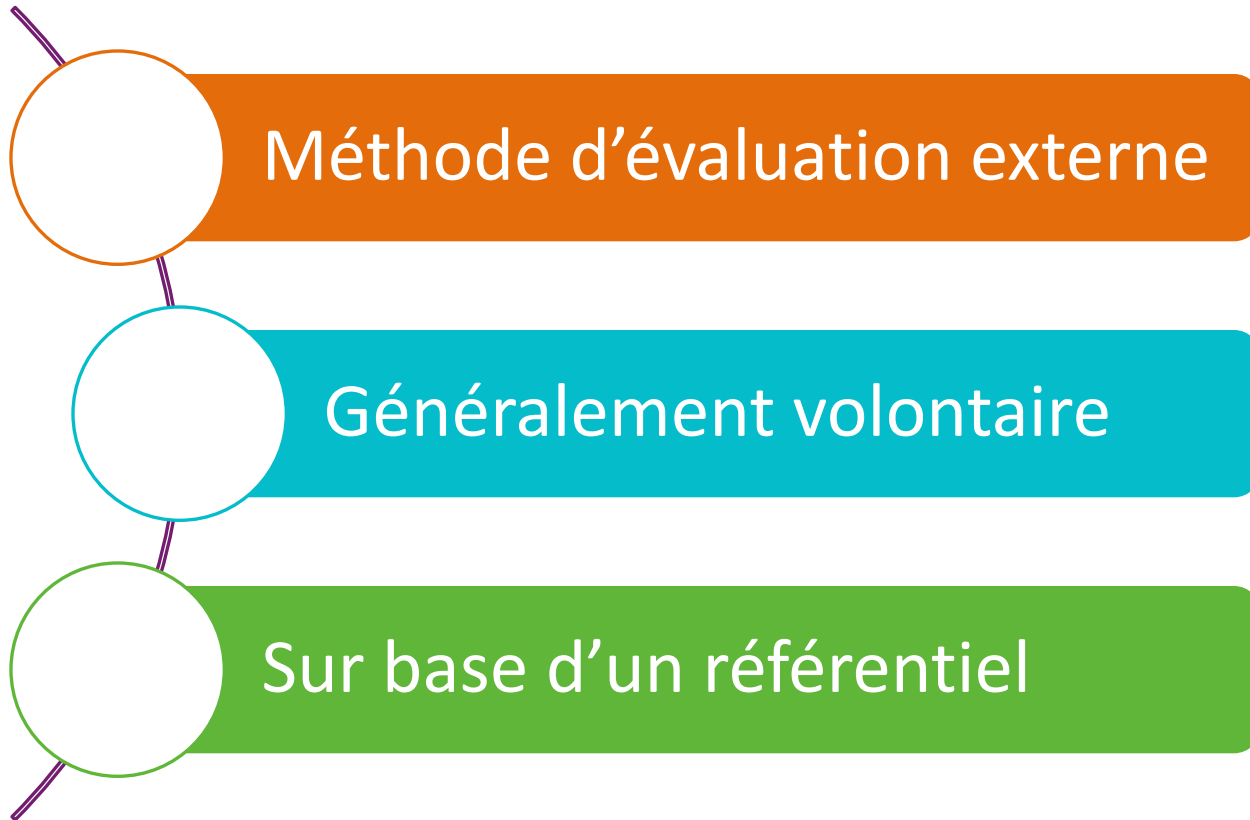 Méthode d’évaluation externe
Généralement volontaire
Sur base d’un référentiel